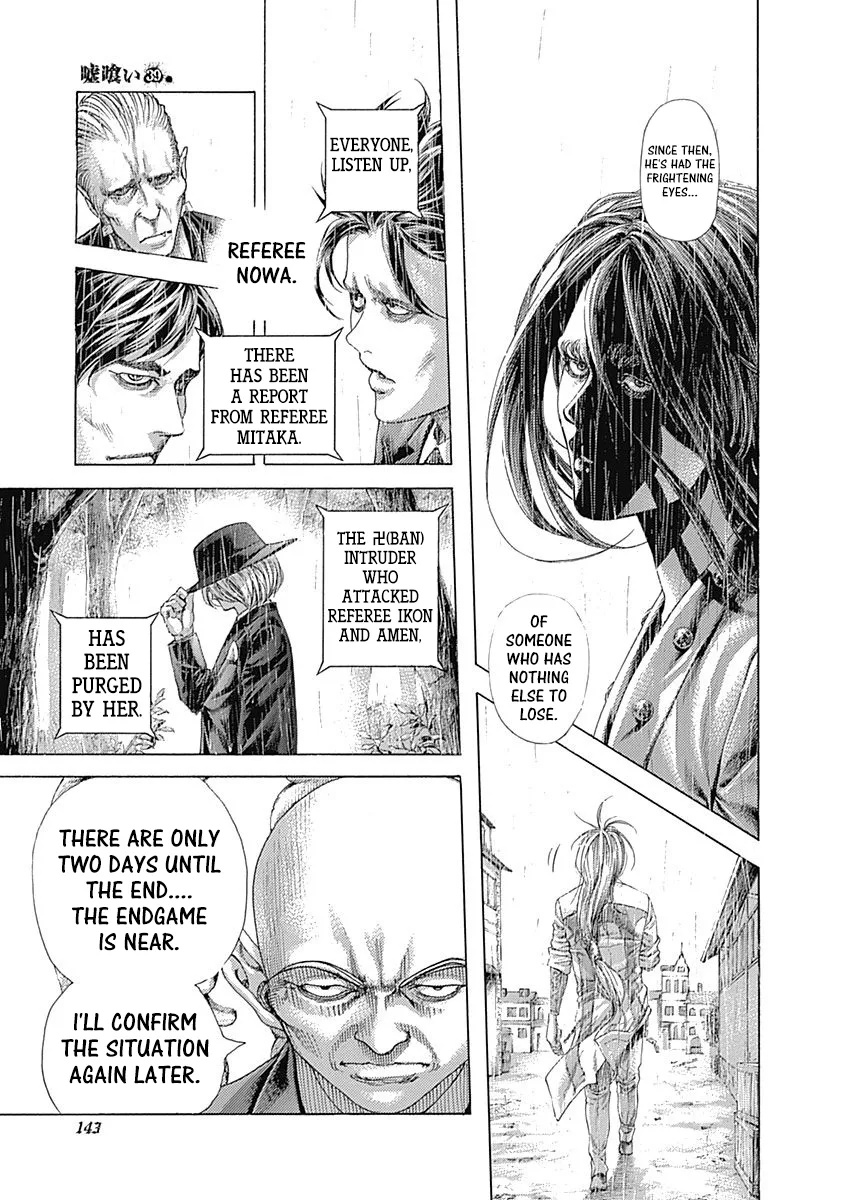 嘘喰い㊴。
SINCE THEN,
HE'S HAD THE
FRIGHTENING
EYES...
OF
SOMEONE
WHO HAS
NOTHING
ELSE TO
LOSE.
EVERYONE,
LISTEN UP,
REFEREE
NOWA.
THERE
HAS BEEN
A REPORT
FROM REFEREE
MITAKA.
THE 卍(BAN)
INTRUDER
WHO
ATTACKED
REFEREE IKON
AND AMEN,
HAS
BEEN
PURGED
BY HER.
THERE ARE ONLY
TWO DAYS UNTIL
THE END....
THE ENDGAME
IS NEAR.
I'LL CONFIRM
THE SITUATION
AGAIN LATER.
143